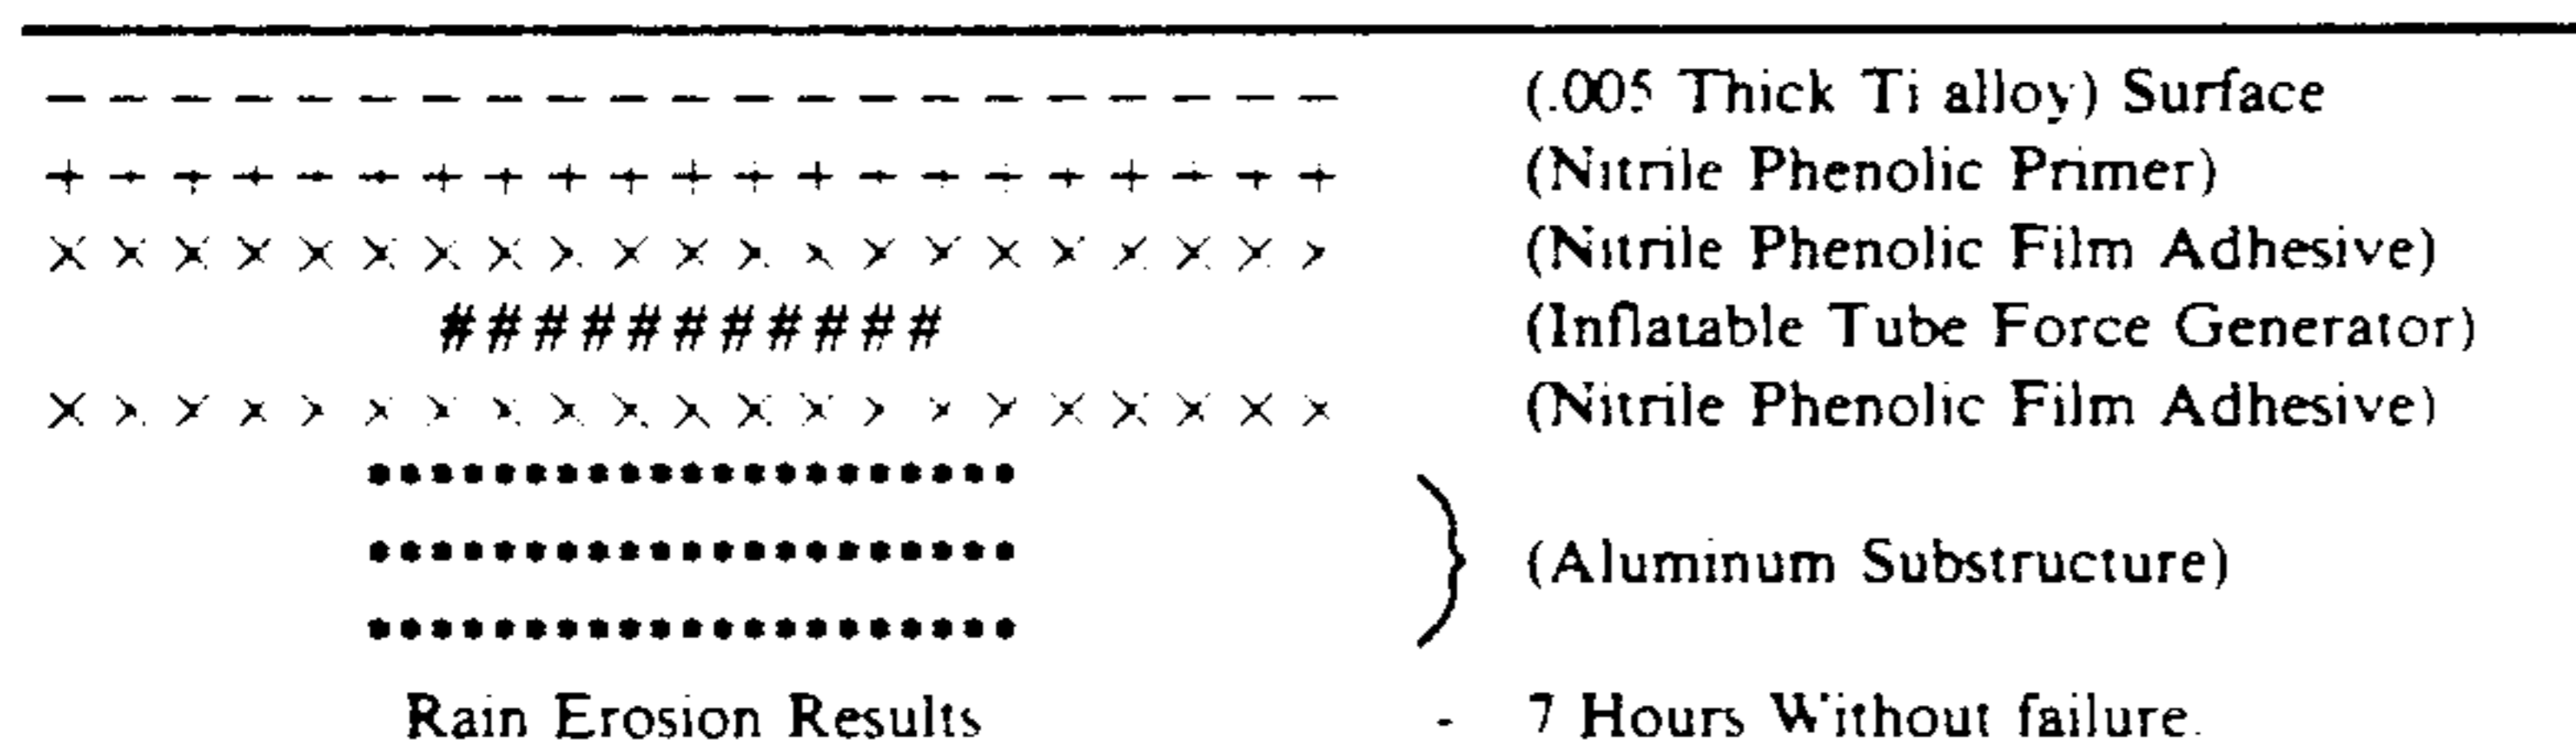 - - - - - - - - - - - - - - - - - - - - - (.005 Thick Ti alloy) Surface
+ + + + + + + + + + + + + + + + + + + + + (Nitrile Phenolic Primer)
× × × × × × × × × × × × × × × × × × × × × (Nitrile Phenolic Film Adhesive)
# # # # # # # # # # # (Inflatable Tube Force Generator)
× × × × × × × × × × × × × × × × × × × × × (Nitrile Phenolic Film Adhesive)
•••••••••••••••••••••
••••••••••••••••••••• } (Aluminum Substructure)
•••••••••••••••••••••
Rain Erosion Results - 7 Hours Without failure.